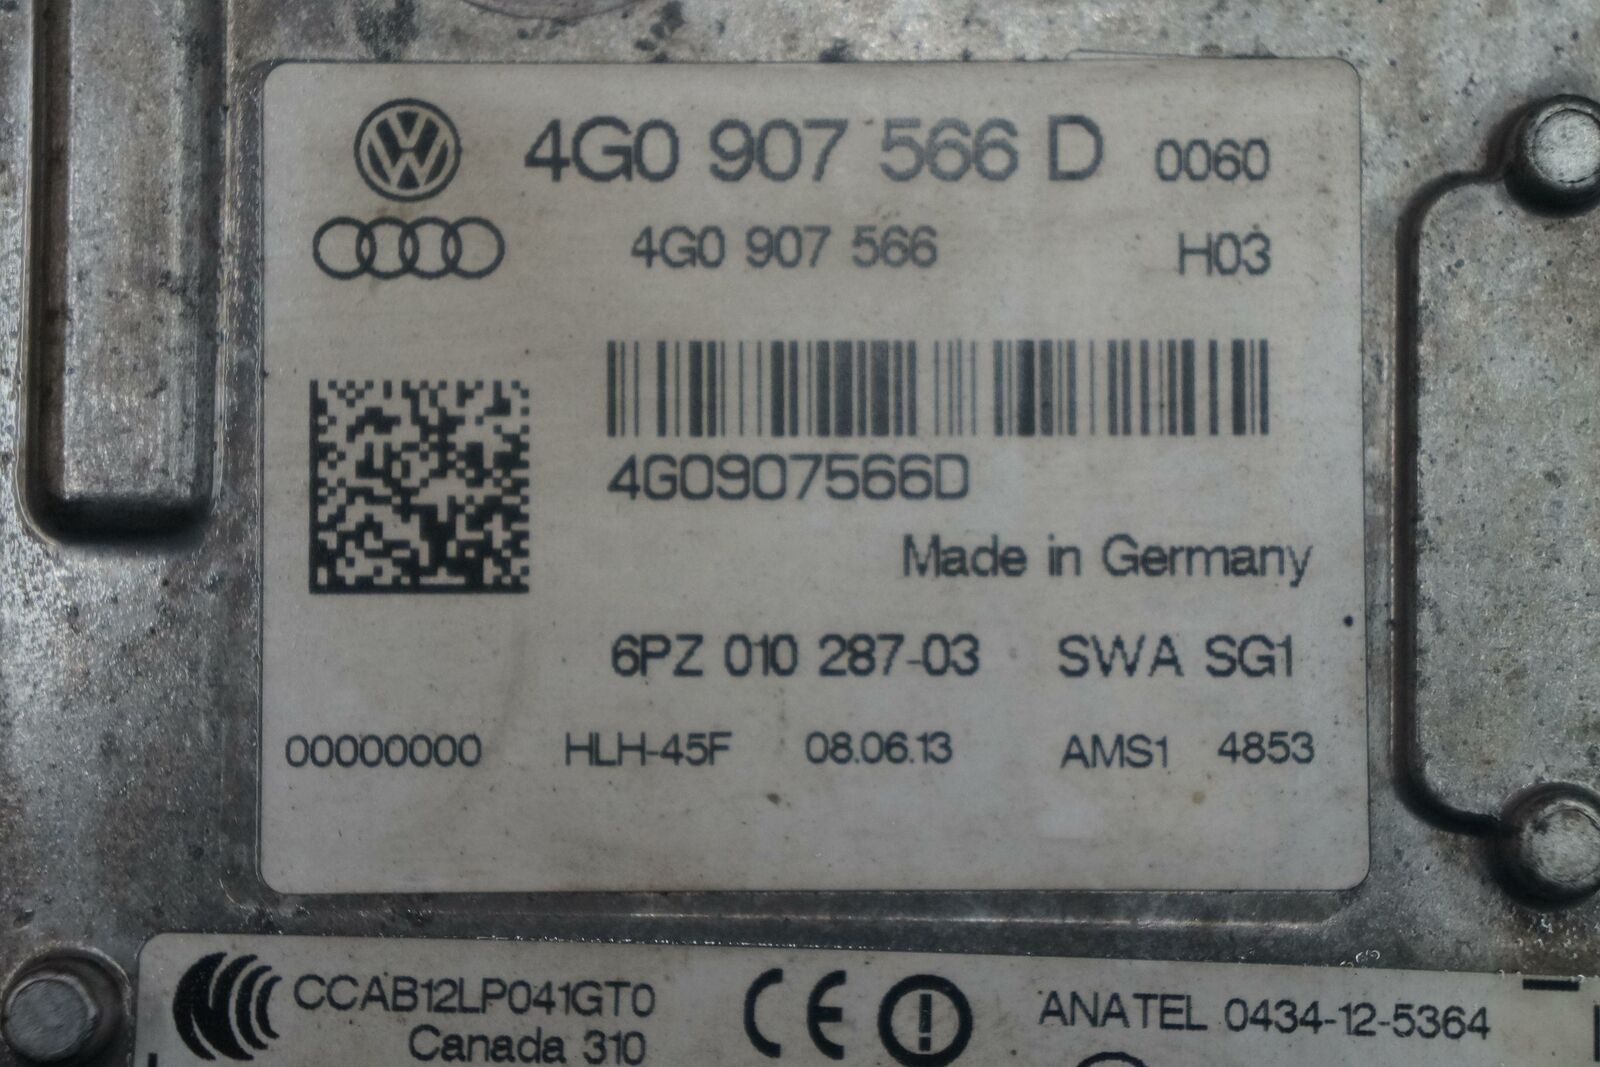 4G0 907 566 D 0060
4G0 907 566 H03
4G0907566D
Made in Germany
6PZ 010 287-03 SWA SG1
00000000 HLH-45F 08.06.13 AMS1 4853
CCAB12LP041GT0
Canada 310
CE
ANATEL 0434-12-5364